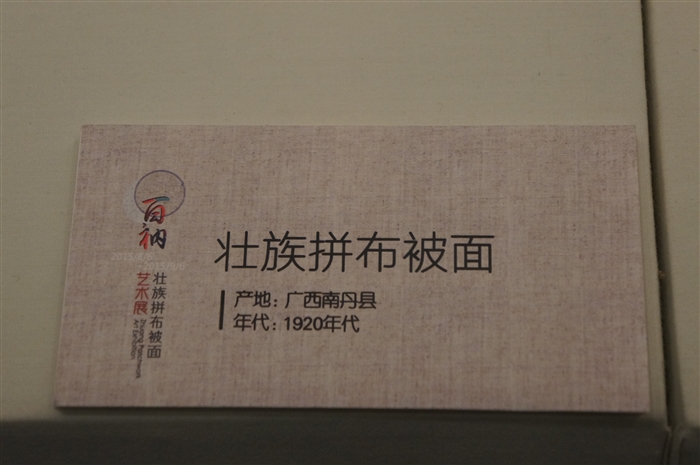 百衲
壮族拼布被面
艺术展
壮族拼布被面
产地：广西南丹县
年代：1920年代